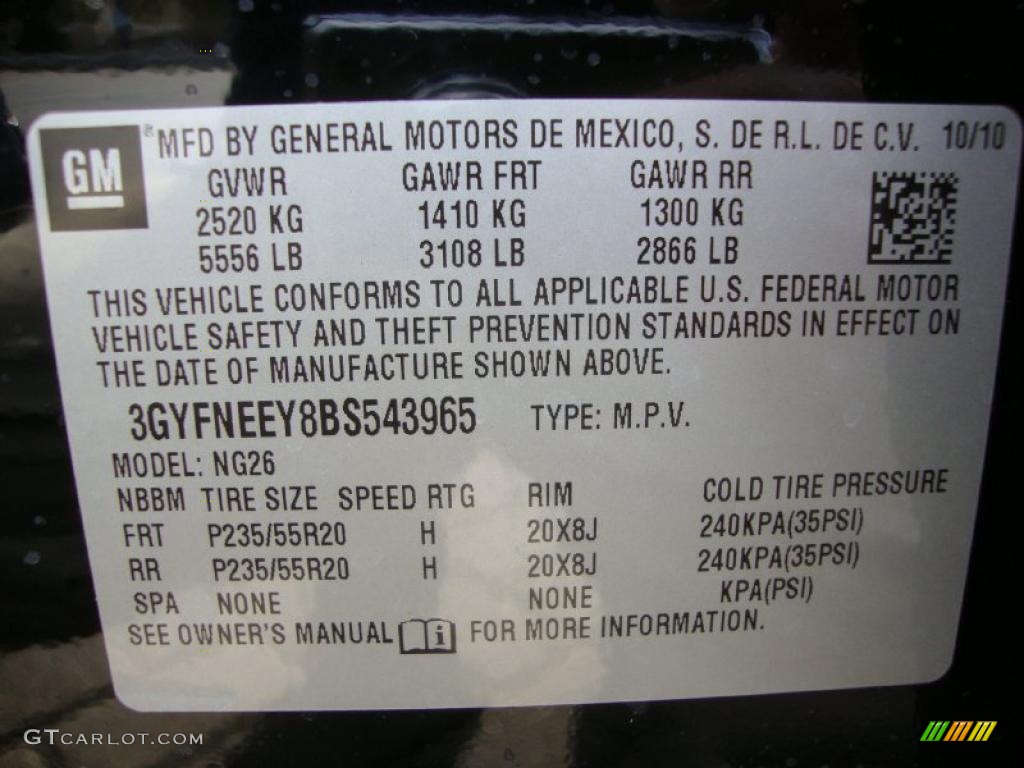 GM
® MFD BY GENERAL MOTORS DE MEXICO, S. DE R.L. DE C.V. 10/10
GVWR GAWR FRT GAWR RR
2520 KG 1410 KG 1300 KG
5556 LB 3108 LB 2866 LB
THIS VEHICLE CONFORMS TO ALL APPLICABLE U.S. FEDERAL MOTOR
VEHICLE SAFETY AND THEFT PREVENTION STANDARDS IN EFFECT ON
THE DATE OF MANUFACTURE SHOWN ABOVE.
3GYFNEEY8BS543965 TYPE: M.P.V.
MODEL: NG26
NBBM TIRE SIZE SPEED RTG RIM COLD TIRE PRESSURE
FRT P235/55R20 H 20X8J 240KPA(35PSI)
RR P235/55R20 H 20X8J 240KPA(35PSI)
SPA NONE NONE KPA(PSI)
SEE OWNER'S MANUAL i FOR MORE INFORMATION.
GTCARLOT.COM